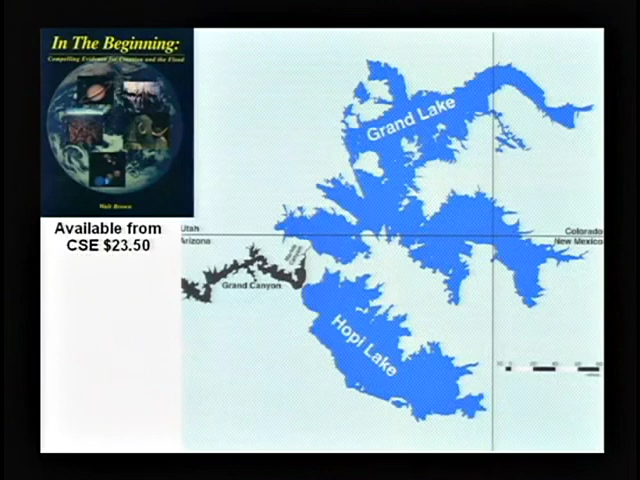 In The Beginning:
Compelling Evidence for Creation and the Flood
Walt Brown
Available from
CSE $23.50
Grand Lake
Utah
Arizona
Colorado
New Mexico
Grand Canyon
Hopi Lake